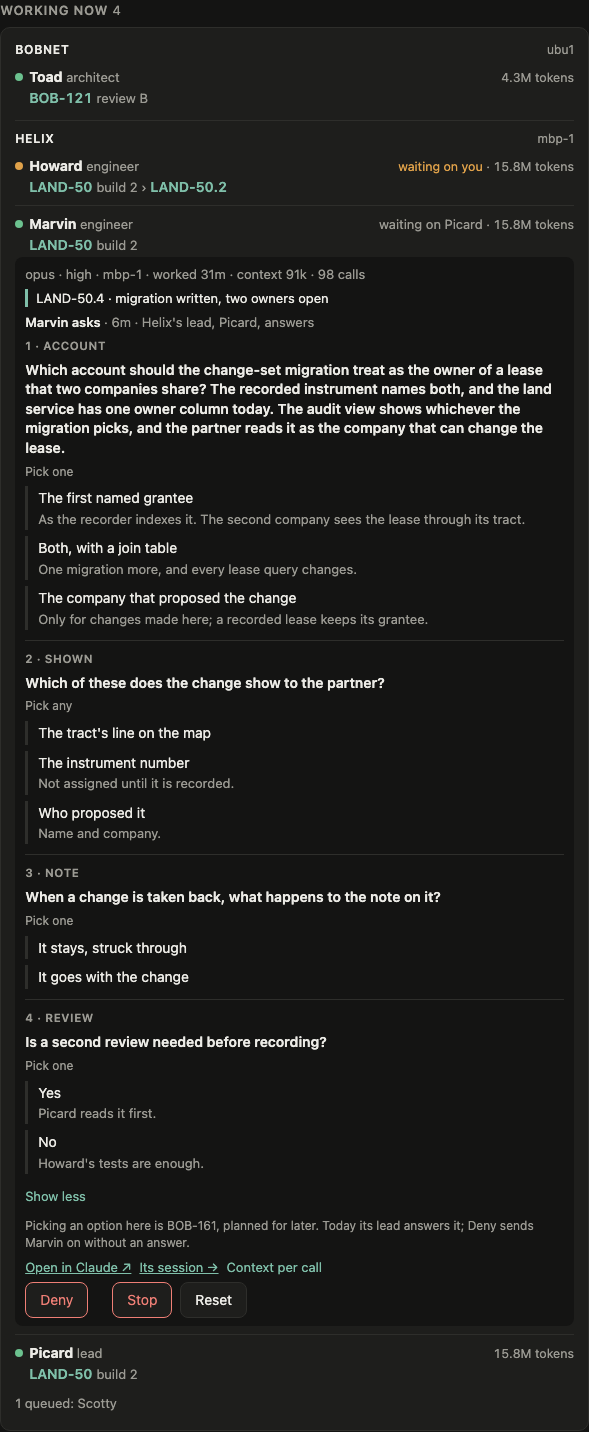 WORKING NOW 4
BOBNET ubu1
Toad architect 4.3M tokens
BOB-121 review B
HELIX mbp-1
Howard engineer waiting on you · 15.8M tokens
LAND-50 build 2 › LAND-50.2
Marvin engineer waiting on Picard · 15.8M tokens
LAND-50 build 2
opus · high · mbp-1 · worked 31m · context 91k · 98 calls
LAND-50.4 · migration written, two owners open
Marvin asks · 6m · Helix's lead, Picard, answers
1 · ACCOUNT
Which account should the change-set migration treat as the owner of a lease
that two companies share? The recorded instrument names both, and the land
service has one owner column today. The audit view shows whichever the
migration picks, and the partner reads it as the company that can change the
lease.
Pick one
The first named grantee
As the recorder indexes it. The second company sees the lease through its tract.
Both, with a join table
One migration more, and every lease query changes.
The company that proposed the change
Only for changes made here; a recorded lease keeps its grantee.
2 · SHOWN
Which of these does the change show to the partner?
Pick any
The tract's line on the map
The instrument number
Not assigned until it is recorded.
Who proposed it
Name and company.
3 · NOTE
When a change is taken back, what happens to the note on it?
Pick one
It stays, struck through
It goes with the change
4 · REVIEW
Is a second review needed before recording?
Pick one
Yes
Picard reads it first.
No
Howard's tests are enough.
Show less
Picking an option here is BOB-161, planned for later. Today its lead answers it; Deny sends
Marvin on without an answer.
Open in Claude ↗ Its session → Context per call
Deny Stop Reset
Picard lead 15.8M tokens
LAND-50 build 2
1 queued: Scotty